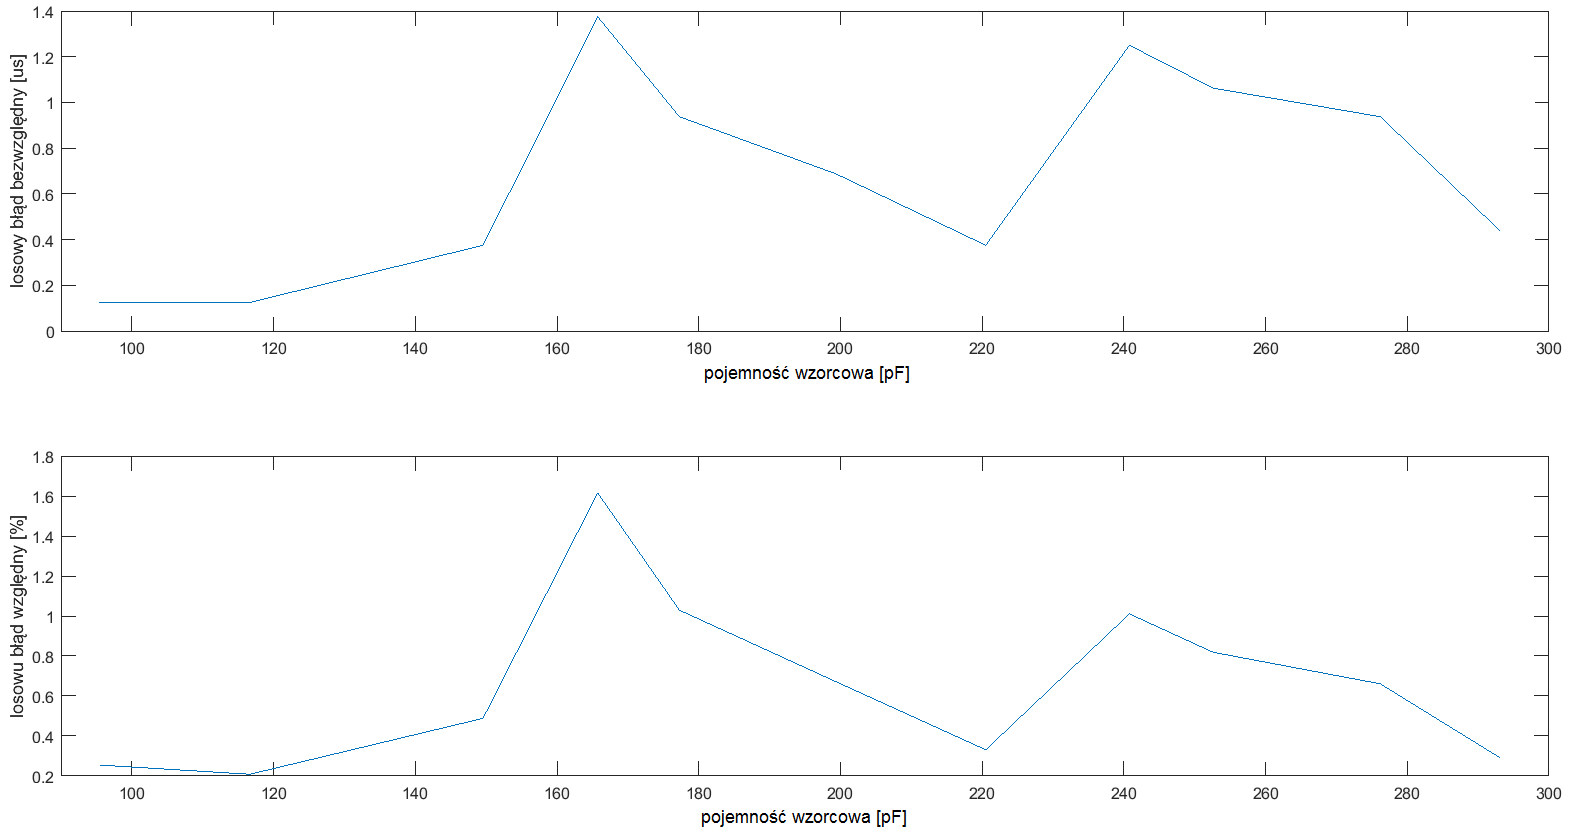 losowy błąd bezwzględny [us]
1.4
1.2
1
0.8
0.6
0.4
0.2
0
100 120 140 160 180 200 220 240 260 280 300
pojemność wzorcowa [pF]
losowu błąd względny [%]
1.8
1.6
1.4
1.2
1
0.8
0.6
0.4
0.2
100 120 140 160 180 200 220 240 260 280 300
pojemność wzorcowa [pF]